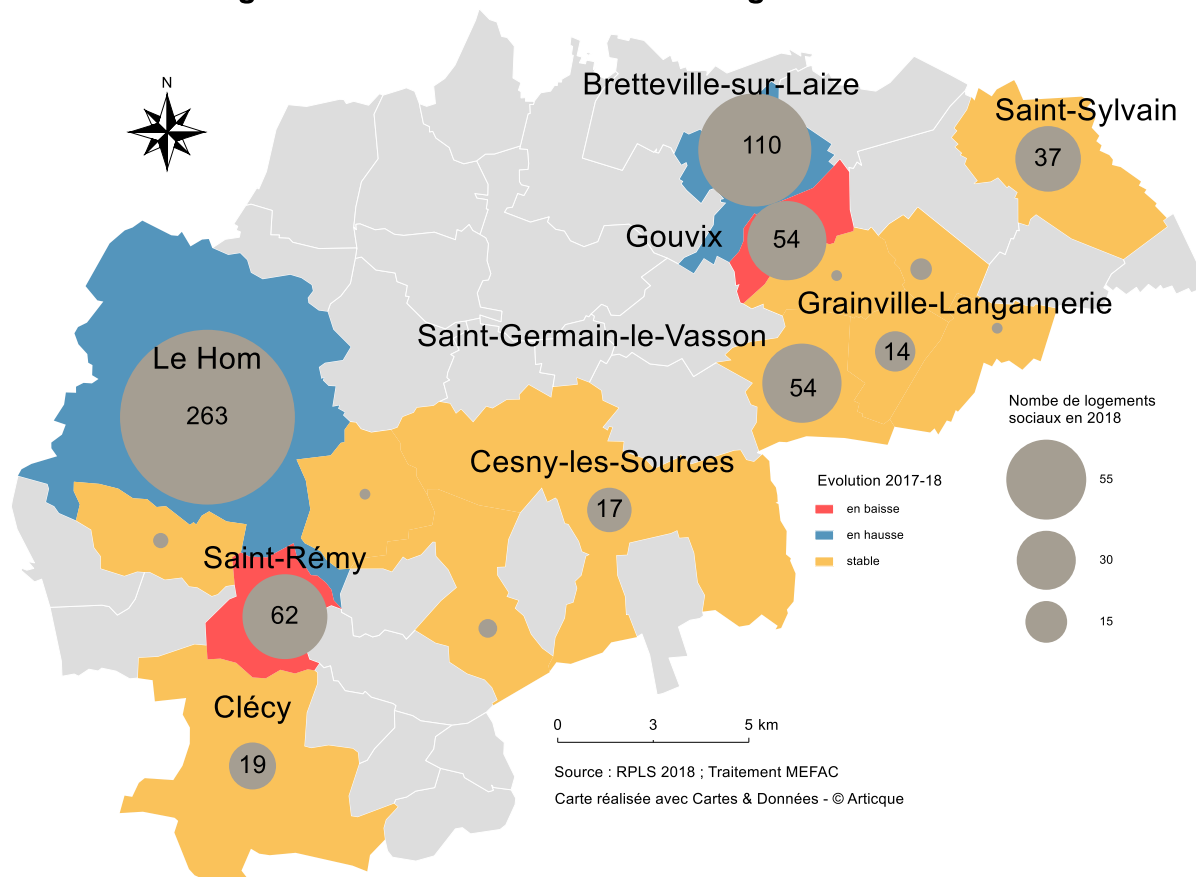 N
Bretteville-sur-Laize
110
Saint-Sylvain
37
Gouvix
54
Grainville-Langannerie
Saint-Germain-le-Vasson
14
54
Le Hom
263
Cesny-les-Sources
17
Saint-Rémy
62
Clécy
19
Nombe de logements
sociaux en 2018
55
30
15
Evolution 2017-18
en baisse
en hausse
stable
0 3 5 km
Source : RPLS 2018 ; Traitement MEFAC
Carte réalisée avec Cartes & Données - © Articque